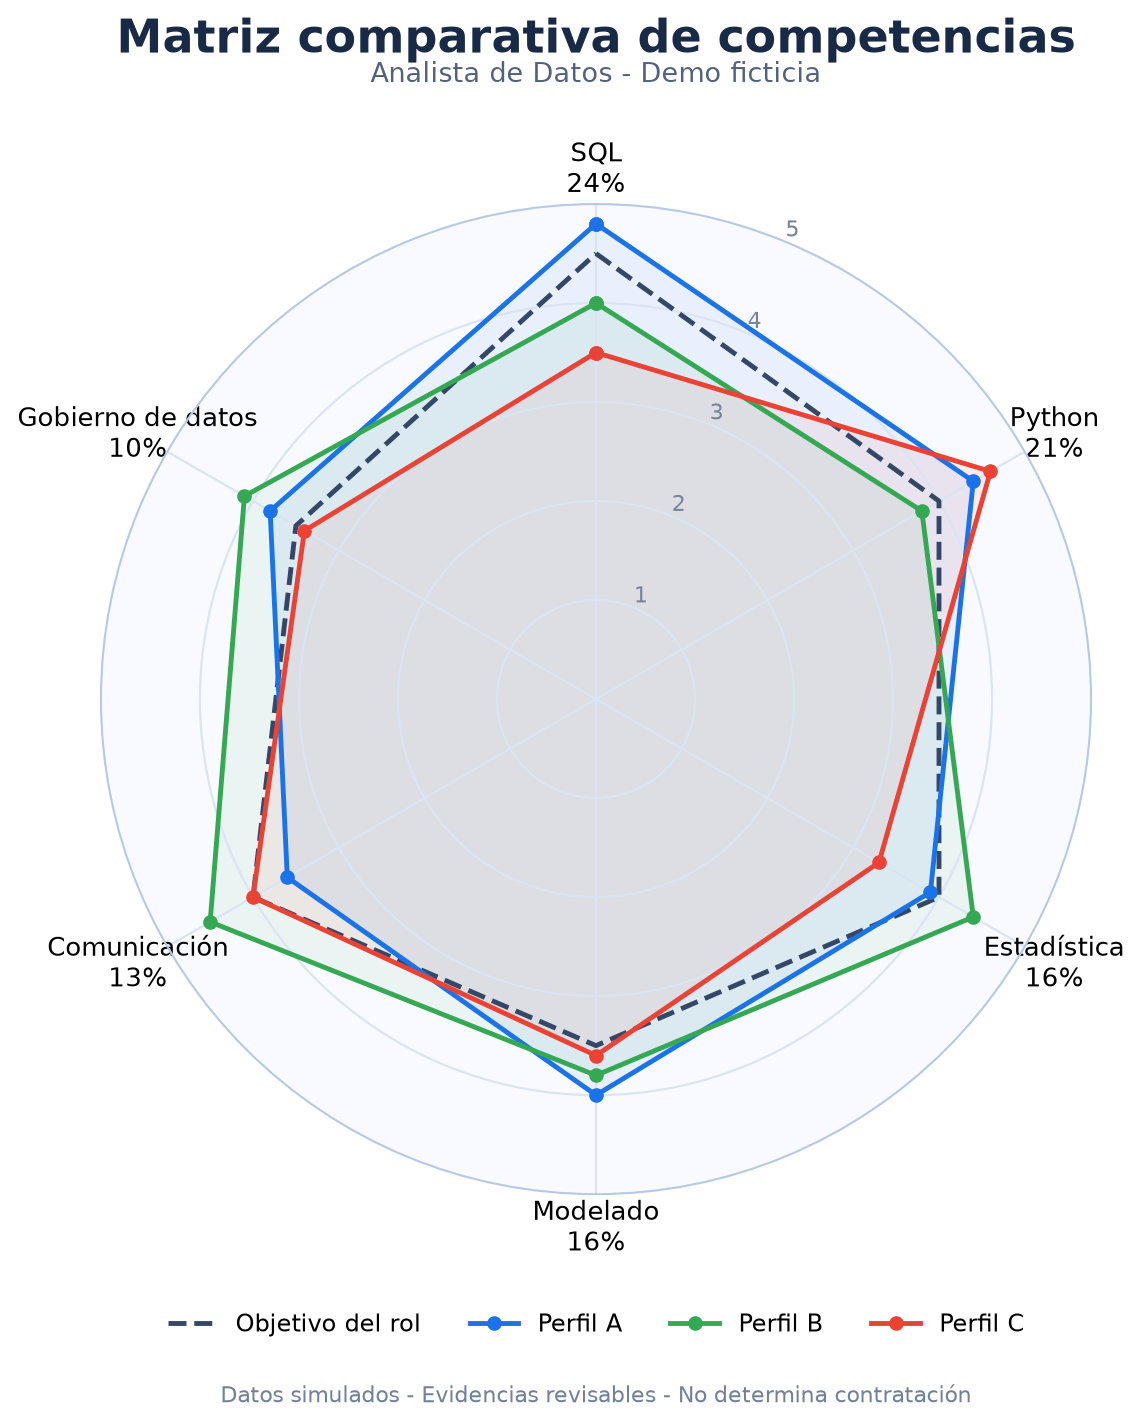 Matriz comparativa de competencias
Analista de Datos - Demo ficticia
SQL
24%
5
4
Python
21%
3
Gobierno de datos
10%
2
1
Comunicación
13%
Estadística
16%
Modelado
16%
Objetivo del rol
Perfil A
Perfil B
Perfil C
Datos simulados - Evidencias revisables - No determina contratación